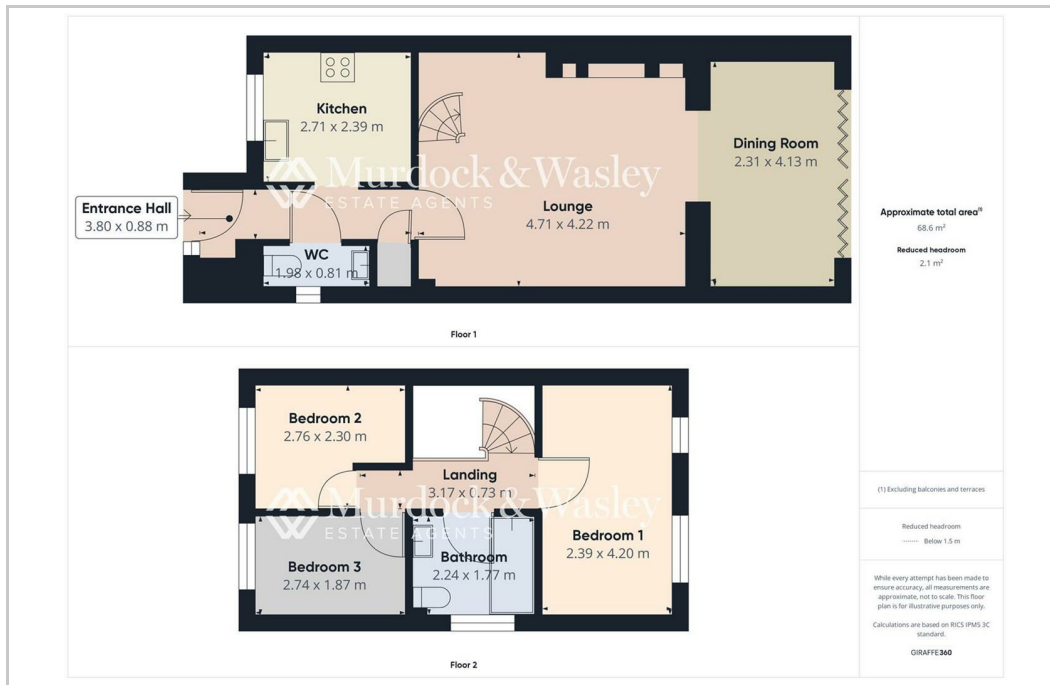 Kitchen
2.71 x 2.39 m
Murdock & Wasley
ESTATE AGENTS
Entrance Hall
3.80 x 0.88 m
Lounge
4.71 x 4.22 m
Dining Room
2.31 x 4.13 m
WC
1.98 x 0.81 m
Floor 1
Approximate total area(1)
68.6 m²
Reduced headroom
2.1 m²
Bedroom 2
2.76 x 2.30 m
Landing
3.17 x 0.73 m
Murdock & Wasley
ESTATE AGENTS
Bedroom 1
2.39 x 4.20 m
Bedroom 3
2.74 x 1.87 m
Bathroom
2.24 x 1.77 m
Floor 2
(1) Excluding balconies and terraces
Reduced headroom
........ Below 1.5 m
While every attempt has been made to
ensure accuracy, all measurements are
approximate, not to scale. This floor
plan is for illustrative purposes only.
Calculations are based on RICS IPMS 3C
standard.
GIRAFFE360